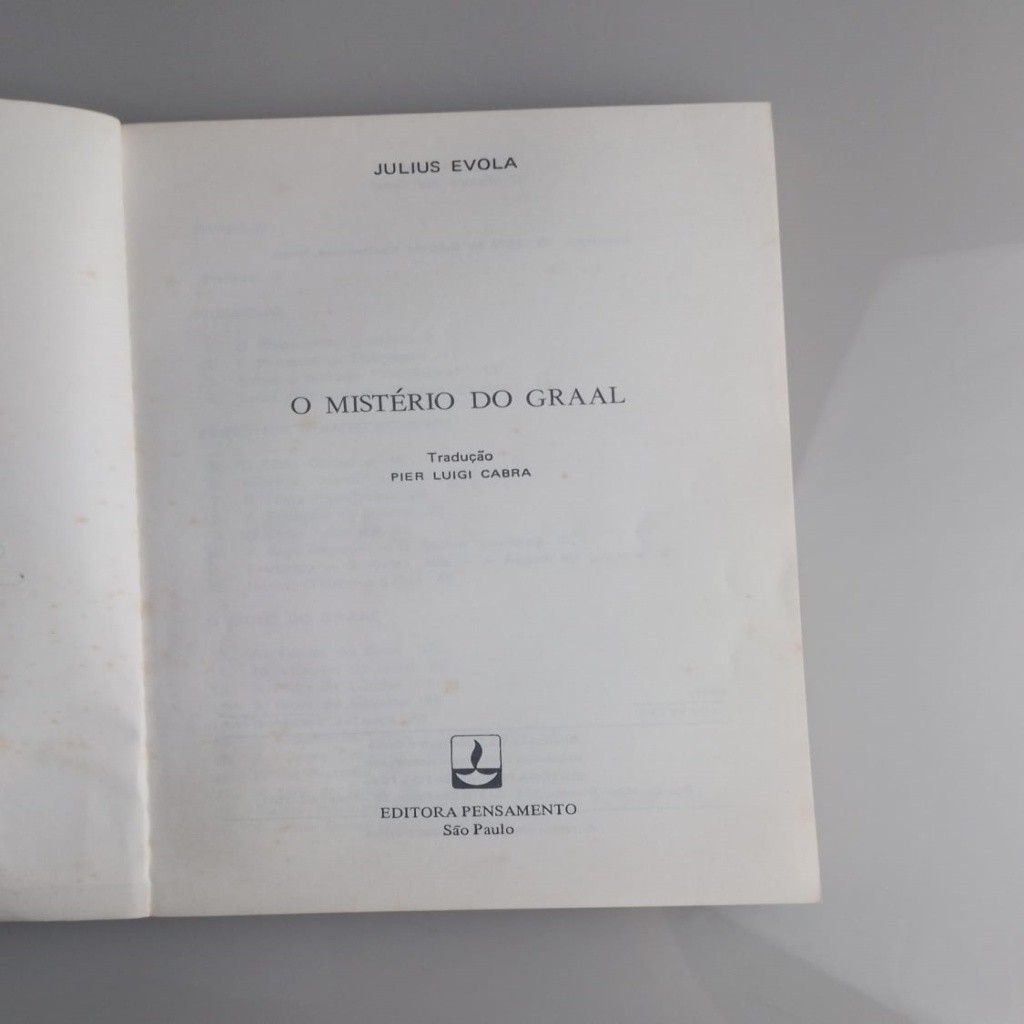 JULIUS EVOLA
O MISTÉRIO DO GRAAL
Tradução
PIER LUIGI CABRA
EDITORA PENSAMENTO
São Paulo